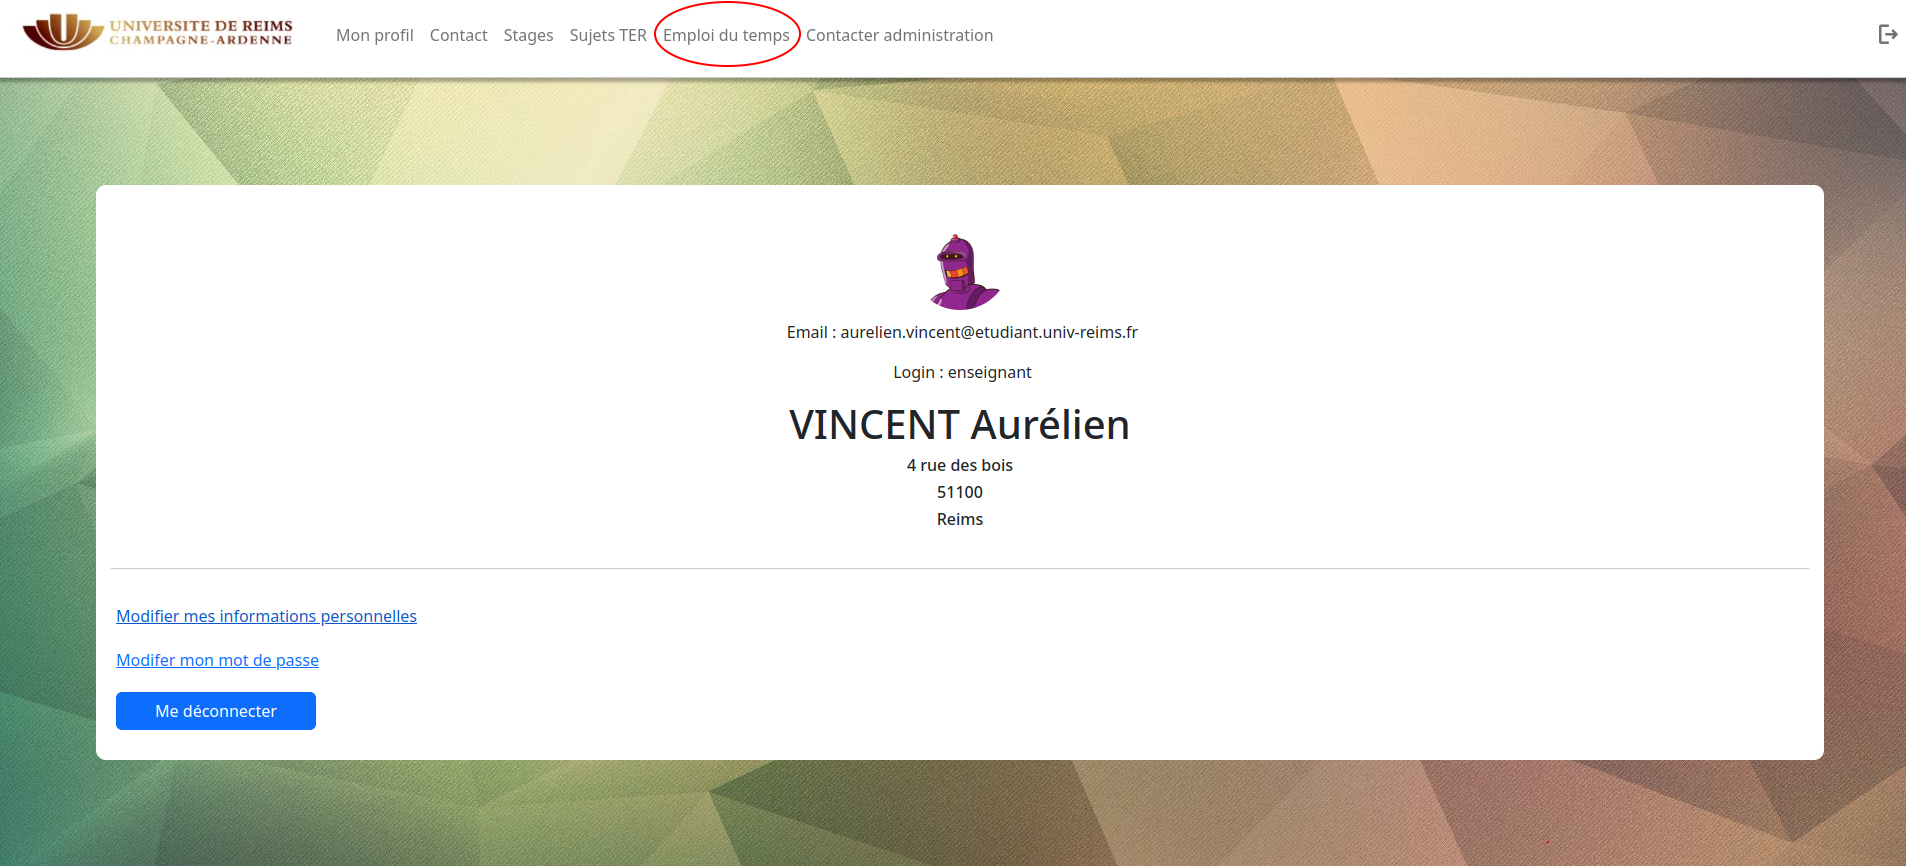 UNIVERSITE DE REIMS
CHAMPAGNE-ARDENNE
Mon profil Contact Stages Sujets TER Emploi du temps Contacter administration
Email : aurelien.vincent@etudiant.univ-reims.fr
Login : enseignant
VINCENT Aurélien
4 rue des bois
51100
Reims
Modifier mes informations personnelles
Modifer mon mot de passe
Me déconnecter